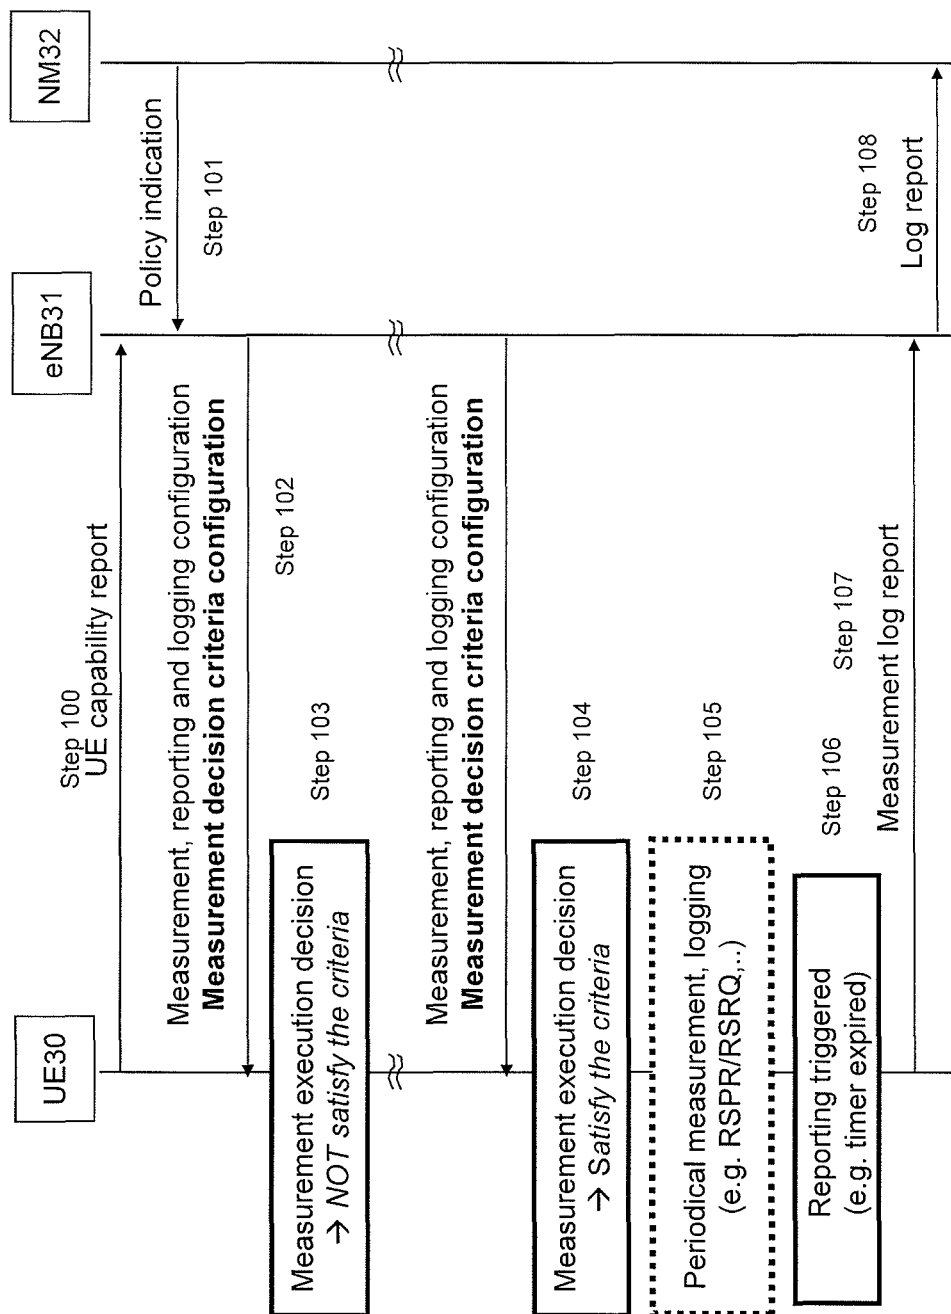 UE30
eNB31
NM32
Step 100
UE capability report
Policy indication
Step 101
Measurement, reporting and logging configuration
Measurement decision criteria configuration
Step 102
Measurement execution decision
→ NOT satisfy the criteria
Step 103
Measurement, reporting and logging configuration
Measurement decision criteria configuration
Measurement execution decision
→ Satisfy the criteria
Step 104
Periodical measurement, logging
(e.g. RSPR/RSRQ,..)
Step 105
Reporting triggered
(e.g. timer expired)
Step 106
Step 107
Measurement log report
Step 108
Log report